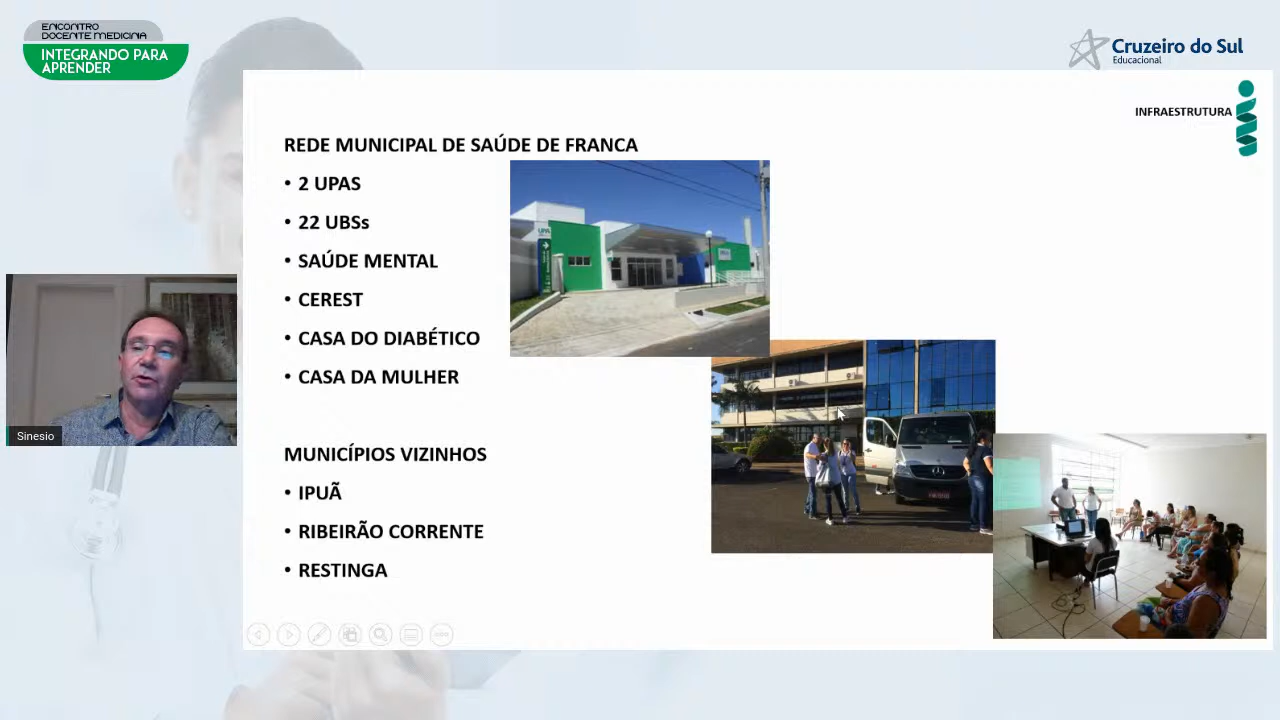 ENCONTRO
DOCENTE MEDICINA
INTEGRANDO PARA
APRENDER
Cruzeiro do Sul
Educacional
INFRAESTRUTURA
REDE MUNICIPAL DE SAÚDE DE FRANCA
• 2 UPAS
• 22 UBSs
• SAÚDE MENTAL
• CEREST
• CASA DO DIABÉTICO
• CASA DA MULHER
MUNICÍPIOS VIZINHOS
• IPUÃ
• RIBEIRÃO CORRENTE
• RESTINGA
UPA
Sinesio